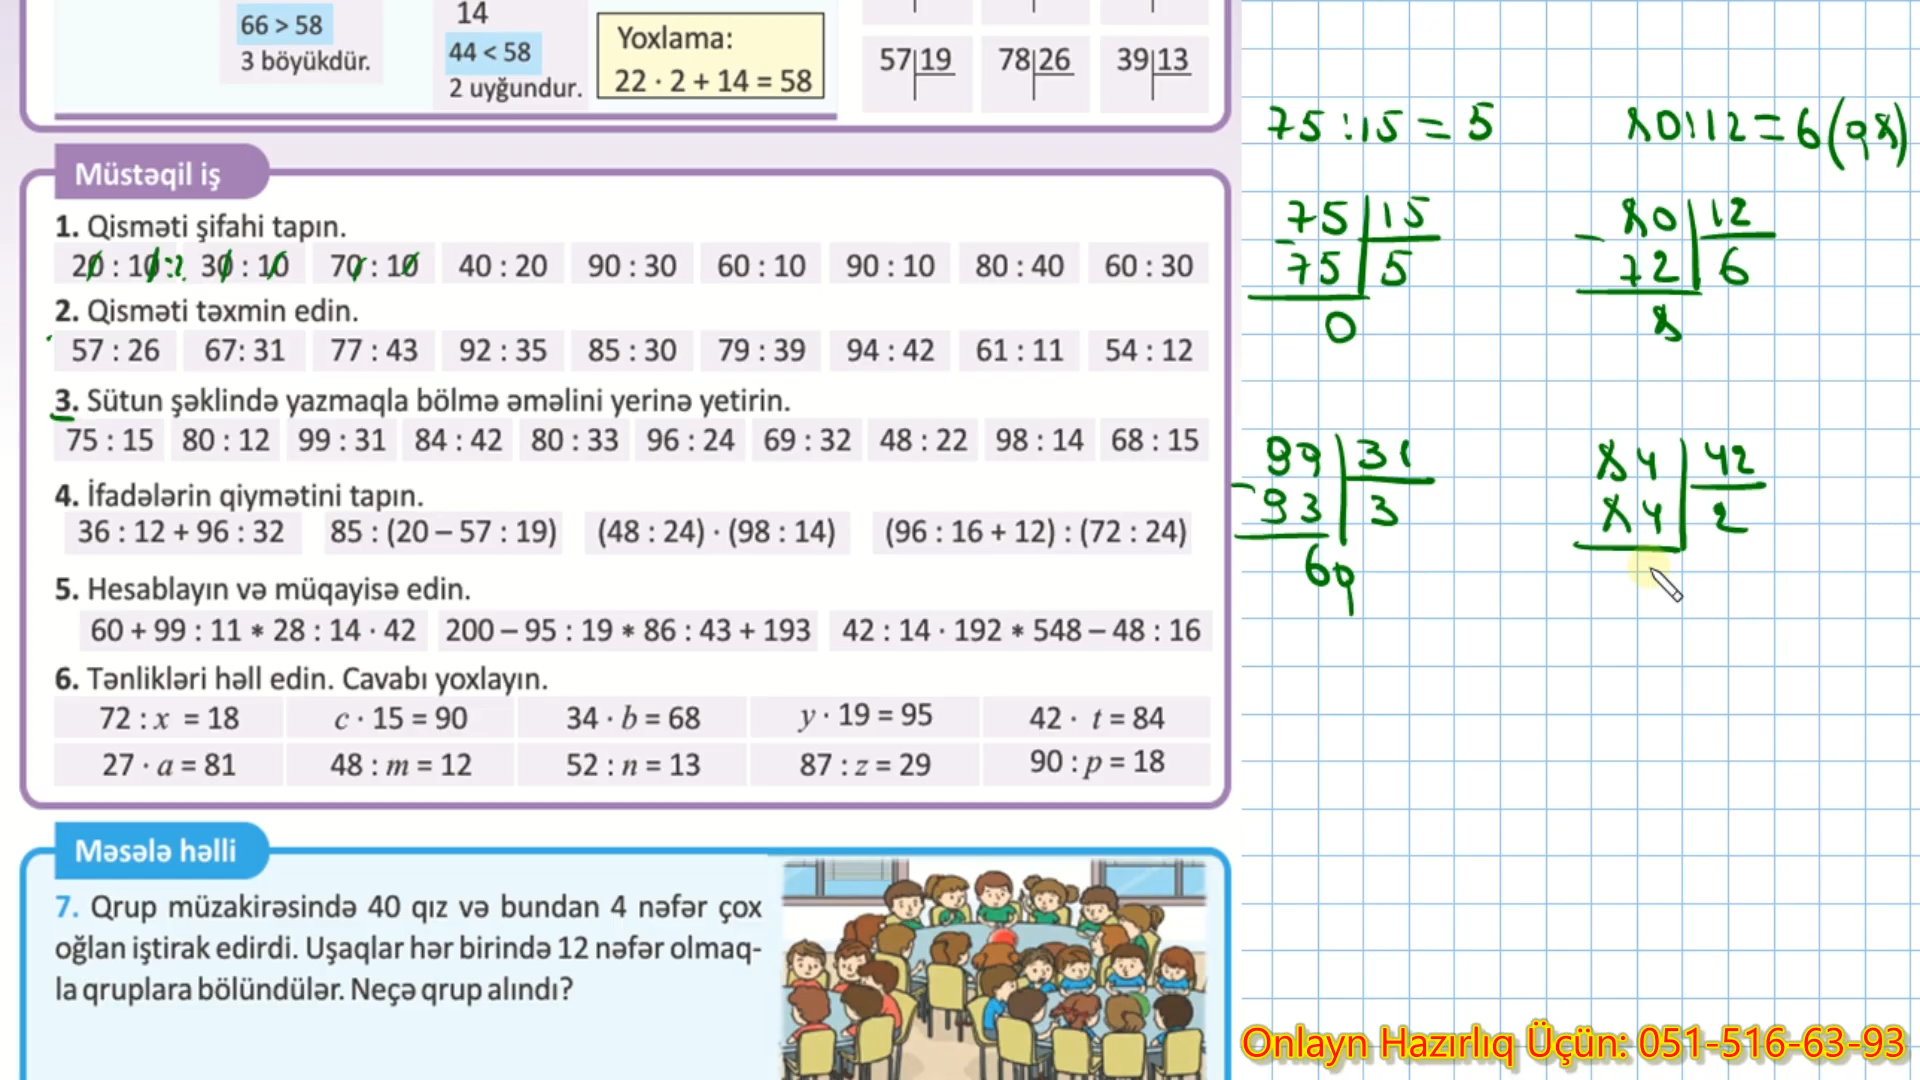 66 > 58
3 böyükdür.
14
44 < 58
2 uyğundur.
Yoxlama:
22 · 2 + 14 = 58
57 19 78 26 39 13
Müstəqil iş
1. Qisməti şifahi tapın.
20 : 10 30 : 10 70 : 10 40 : 20 90 : 30 60 : 10 90 : 10 80 : 40 60 : 30
2. Qisməti təxmin edin.
57 : 26 67: 31 77 : 43 92 : 35 85 : 30 79 : 39 94 : 42 61 : 11 54 : 12
3. Sütun şəklində yazmaqla bölmə əməlini yerinə yetirin.
75 : 15 80 : 12 99 : 31 84 : 42 80 : 33 96 : 24 69 : 32 48 : 22 98 : 14 68 : 15
4. İfadələrin qiymətini tapın.
36 : 12 + 96 : 32 85 : (20 – 57 : 19) (48 : 24) · (98 : 14) (96 : 16 + 12) : (72 : 24)
5. Hesablayın və müqayisə edin.
60 + 99 : 11 * 28 : 14 · 42 200 – 95 : 19 * 86 : 43 + 193 42 : 14 · 192 * 548 – 48 : 16
6. Tənlikləri həll edin. Cavabı yoxlayın.
72 : x = 18 c · 15 = 90 34 · b = 68 y · 19 = 95 42 · t = 84
27 · a = 81 48 : m = 12 52 : n = 13 87 : z = 29 90 : p = 18
Məsələ həlli
7. Qrup müzakirəsində 40 qız və bundan 4 nəfər çox
oğlan iştirak edirdi. Uşaqlar hər birində 12 nəfər olmaq-
la qruplara bölündülər. Neçə qrup alındı?
75 : 15 = 5 80 : 12 = 6 (q 8)
75 15 80 12
- 75 5 - 72 6
0 8
99 31 84 42
- 93 3 84 2
6q
Onlayn Hazırlıq Üçün: 051-516-63-93